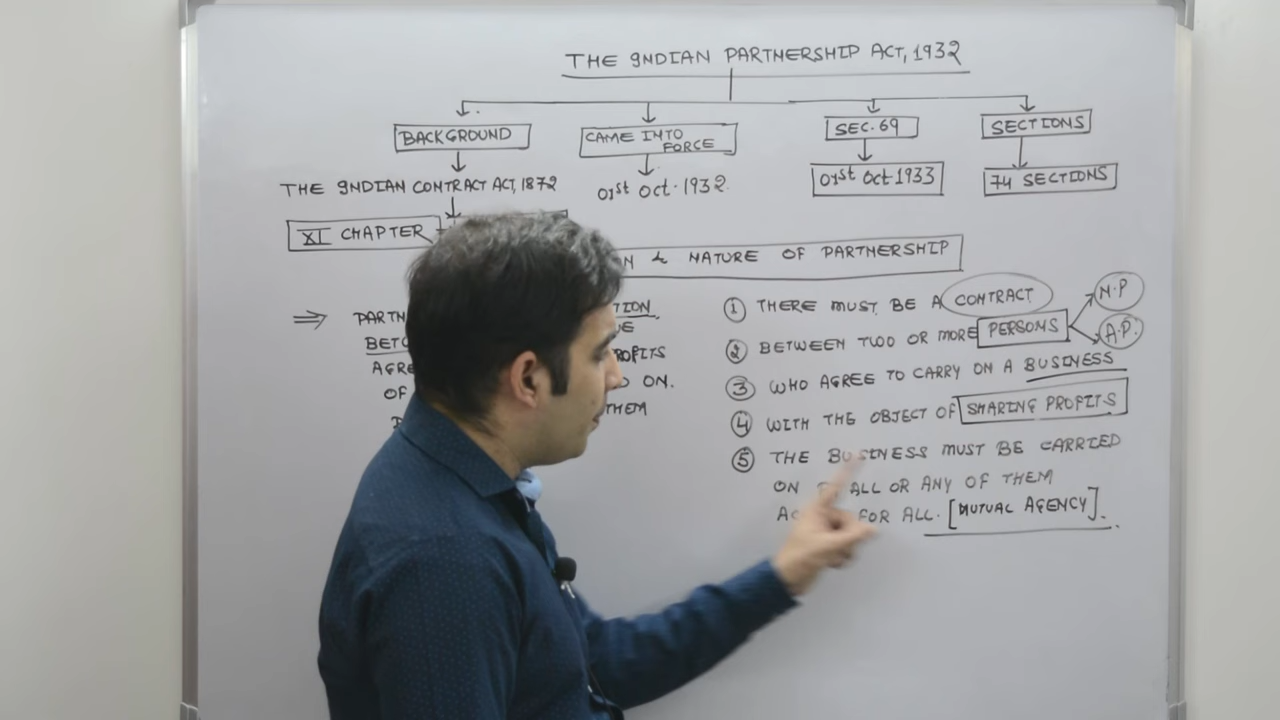 THE INDIAN PARTNERSHIP ACT, 1932
BACKGROUND
CAME INTO
FORCE
SEC. 69
SECTIONS
THE INDIAN CONTRACT ACT, 1872
01st Oct. 1932.
01st Oct 1933
74 SECTIONS
XI CHAPTER
& NATURE OF PARTNERSHIP
① THERE MUST BE A CONTRACT
② BETWEEN TWO OR MORE PERSONS
N.P
A.P.
③ WHO AGREE TO CARRY ON A BUSINESS
④ WITH THE OBJECT OF SHARING PROFITS
⑤ THE BUSINESS MUST BE CARRIED
ON ALL OR ANY OF THEM
FOR ALL. [MUTUAL AGENCY].
⇒ 
OF ON.